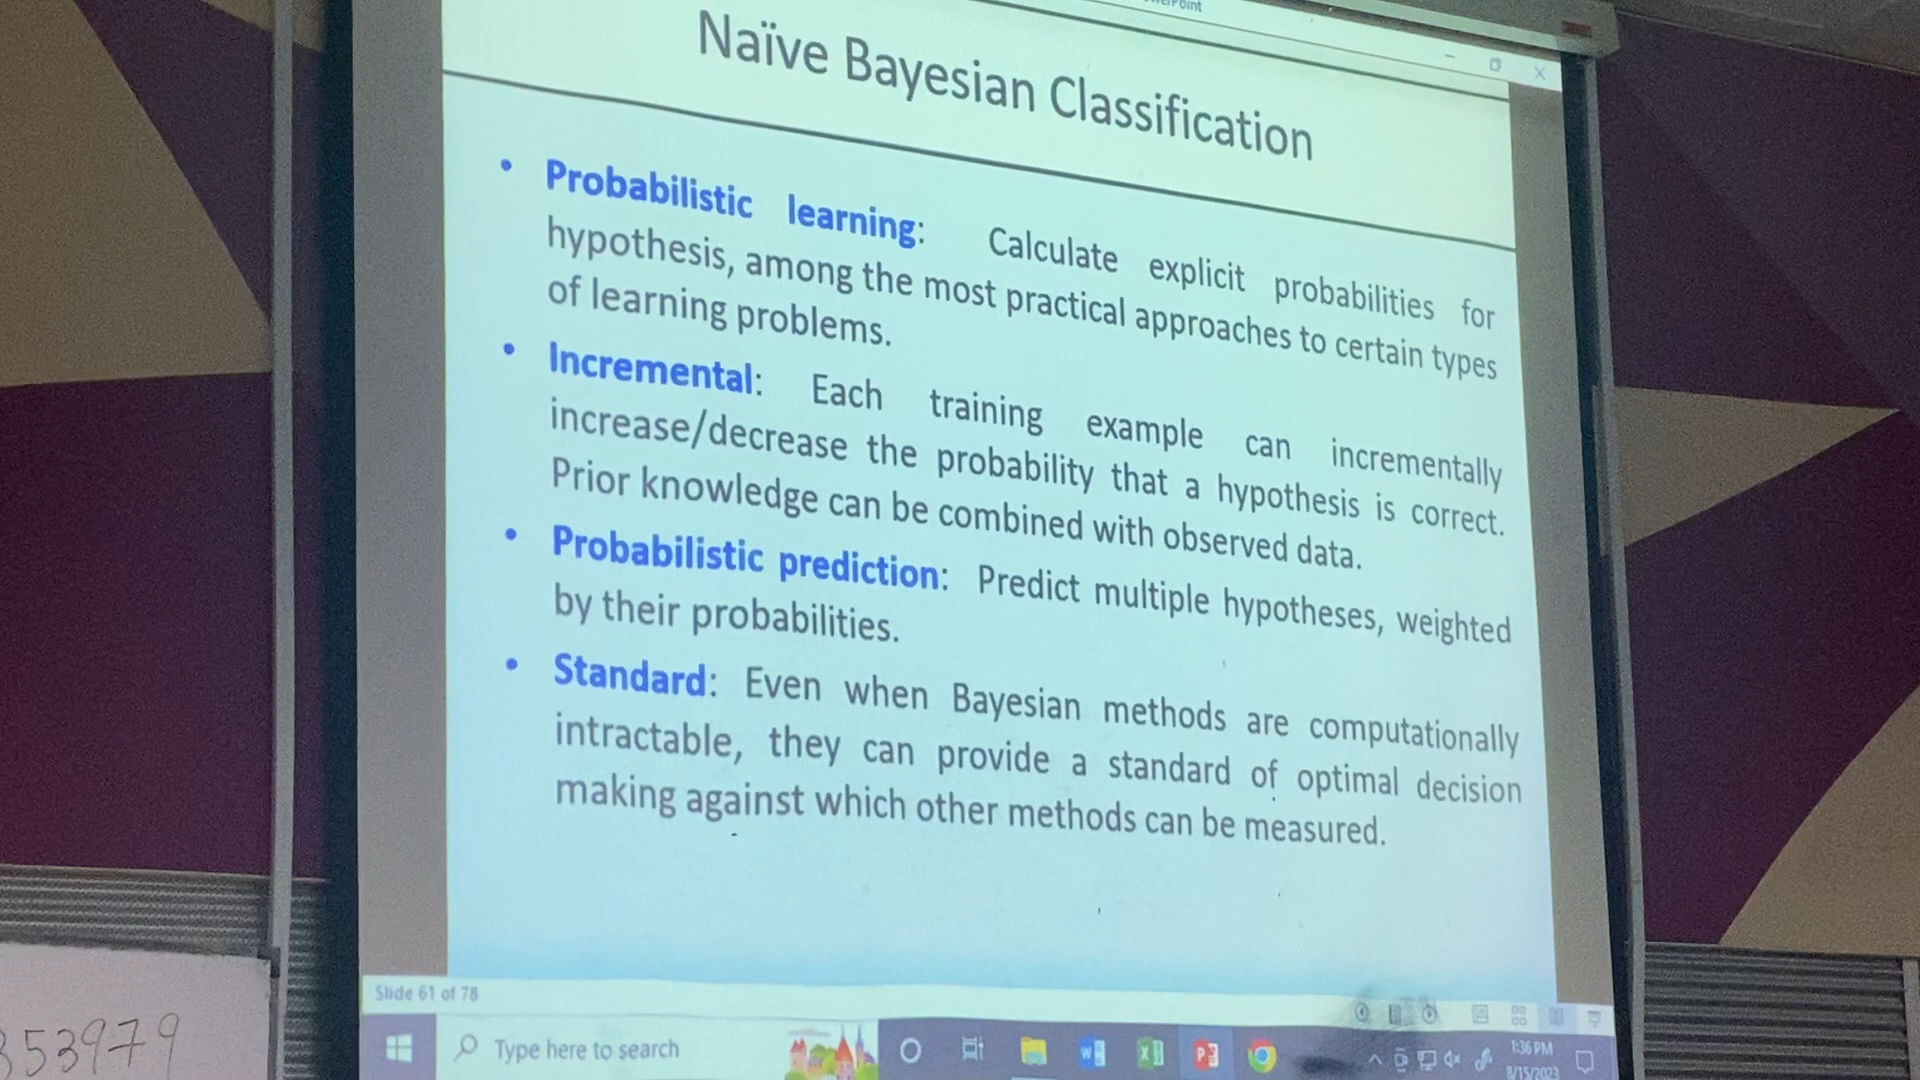 Naïve Bayesian Classification
• Probabilistic learning: Calculate explicit probabilities for
hypothesis, among the most practical approaches to certain types
of learning problems.
• Incremental: Each training example can incrementally
increase/decrease the probability that a hypothesis is correct.
Prior knowledge can be combined with observed data.
• Probabilistic prediction: Predict multiple hypotheses, weighted
by their probabilities.
• Standard: Even when Bayesian methods are computationally
intractable, they can provide a standard of optimal decision
making against which other methods can be measured.
Slide 61 of 78
Type here to search
1:36 PM
8/15/2023
53979